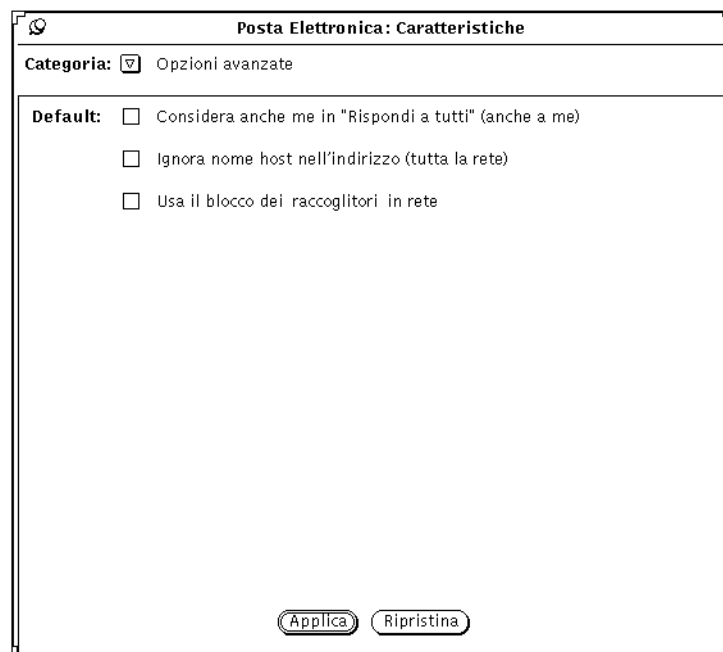 Posta Elettronica: Caratteristiche
Categoria: Opzioni avanzate
Default: Considera anche me in "Rispondi a tutti" (anche a me)
Ignora nome host nell'indirizzo (tutta la rete)
Usa il blocco dei raccoglitori in rete
Applica Ripristina